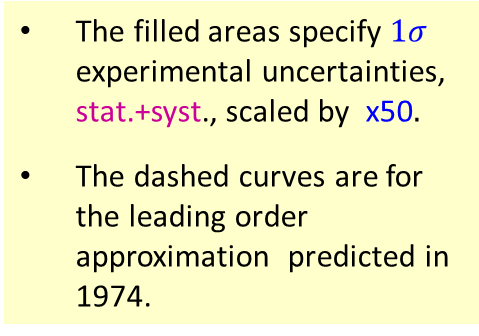 • The filled areas specify 1σ
experimental uncertainties,
stat.+syst., scaled by x50.
• The dashed curves are for
the leading order
approximation predicted in
1974.